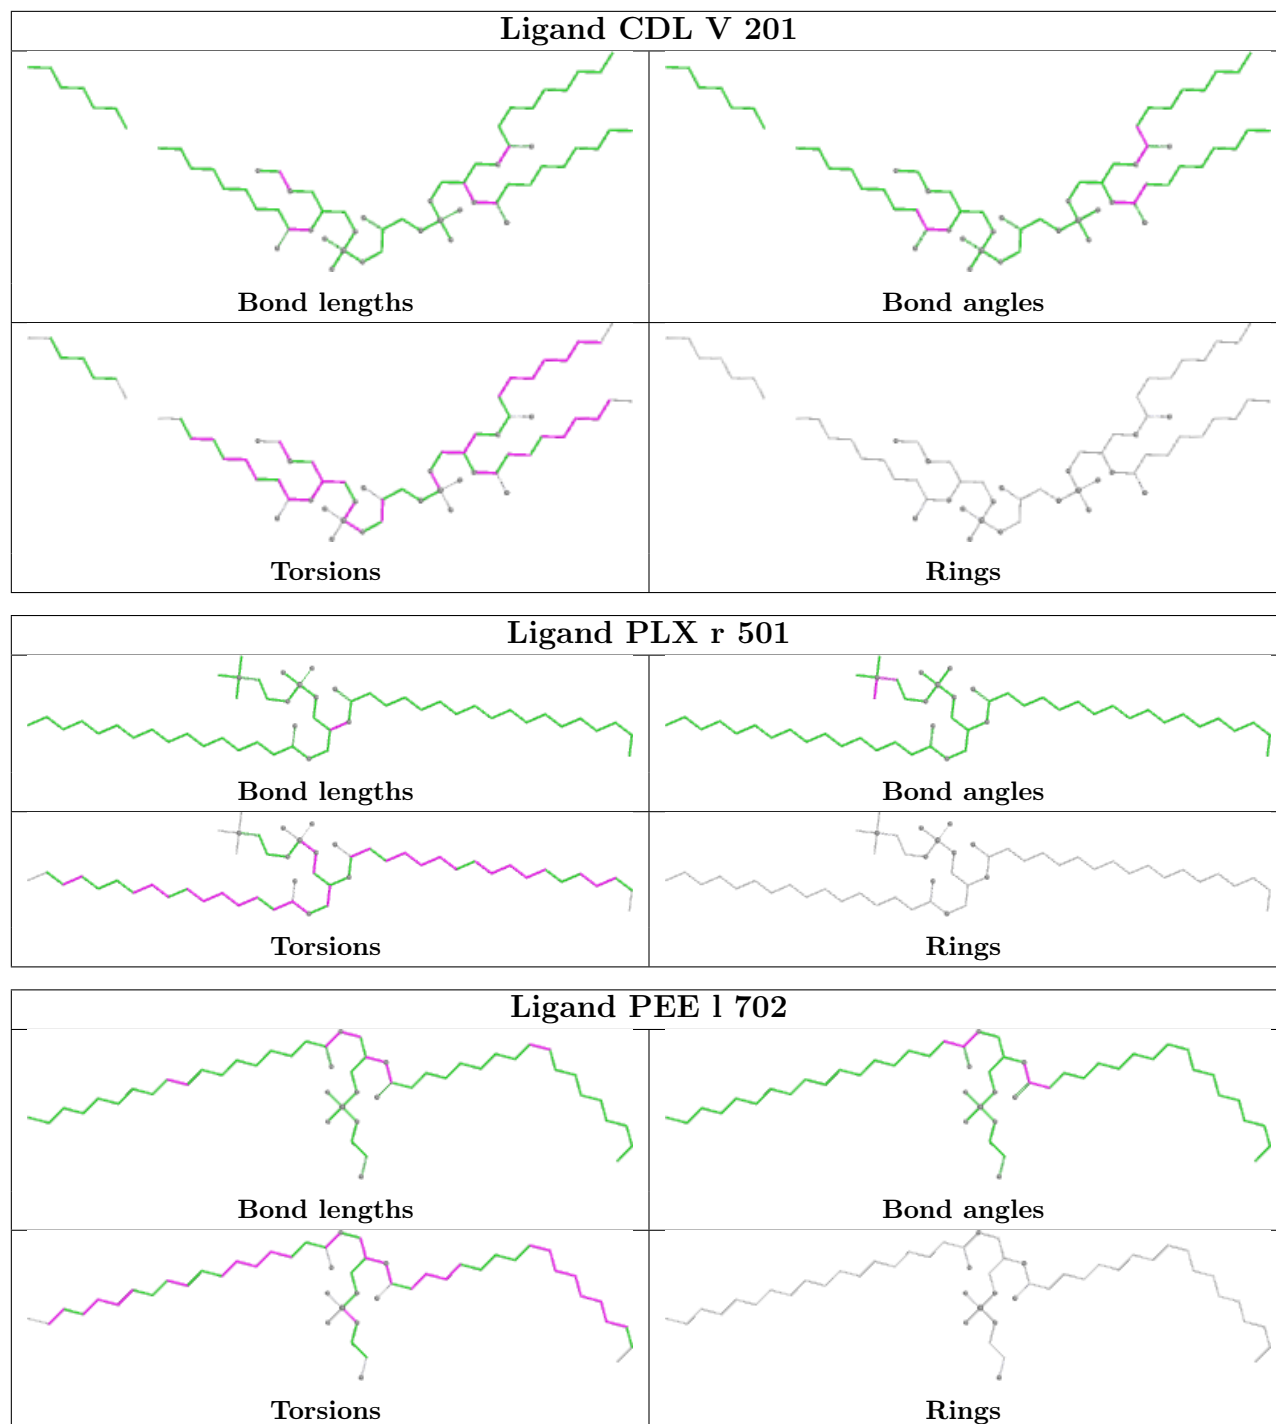 Ligand CDL V 201
Bond lengths
Bond angles
Torsions
Rings
Ligand PLX r 501
Bond lengths
Bond angles
Torsions
Rings
Ligand PEE l 702
Bond lengths
Bond angles
Torsions
Rings